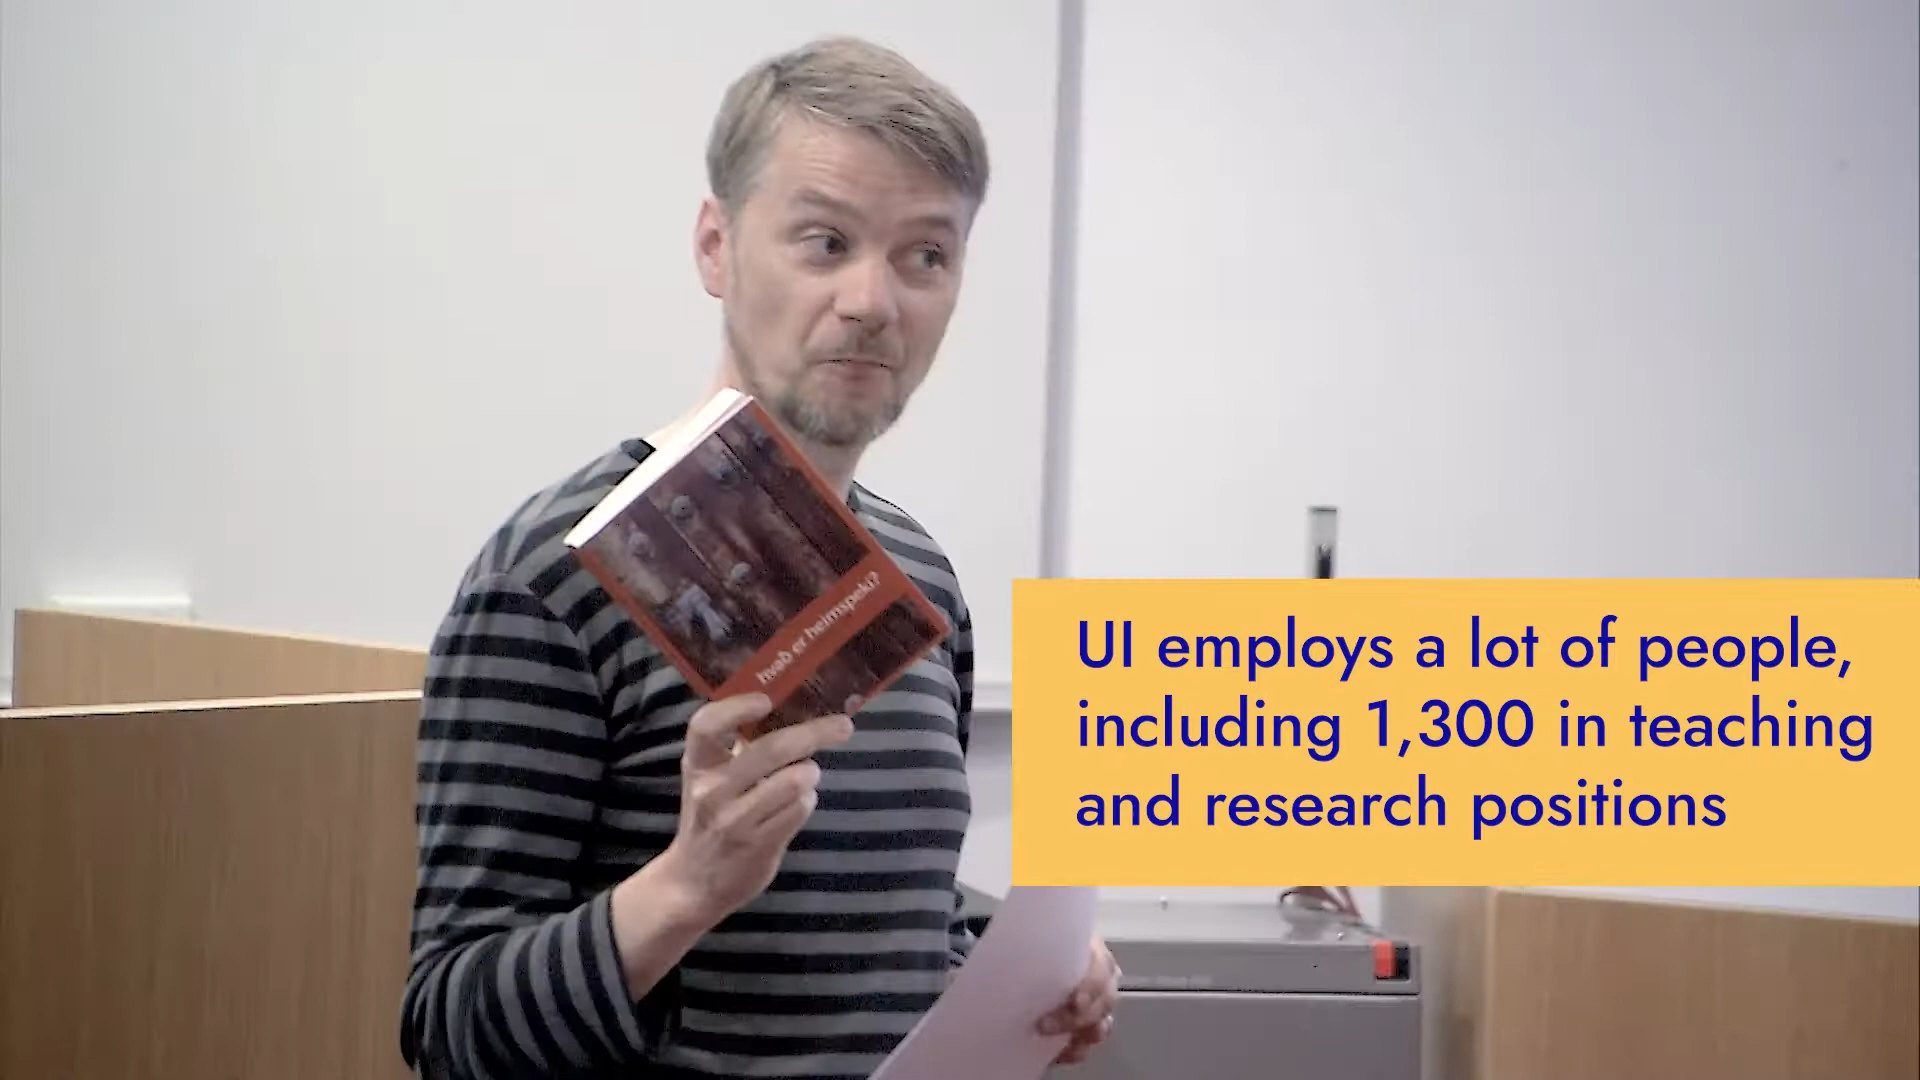 hvað er heimspeki?
UI employs a lot of people,
including 1,300 in teaching
and research positions